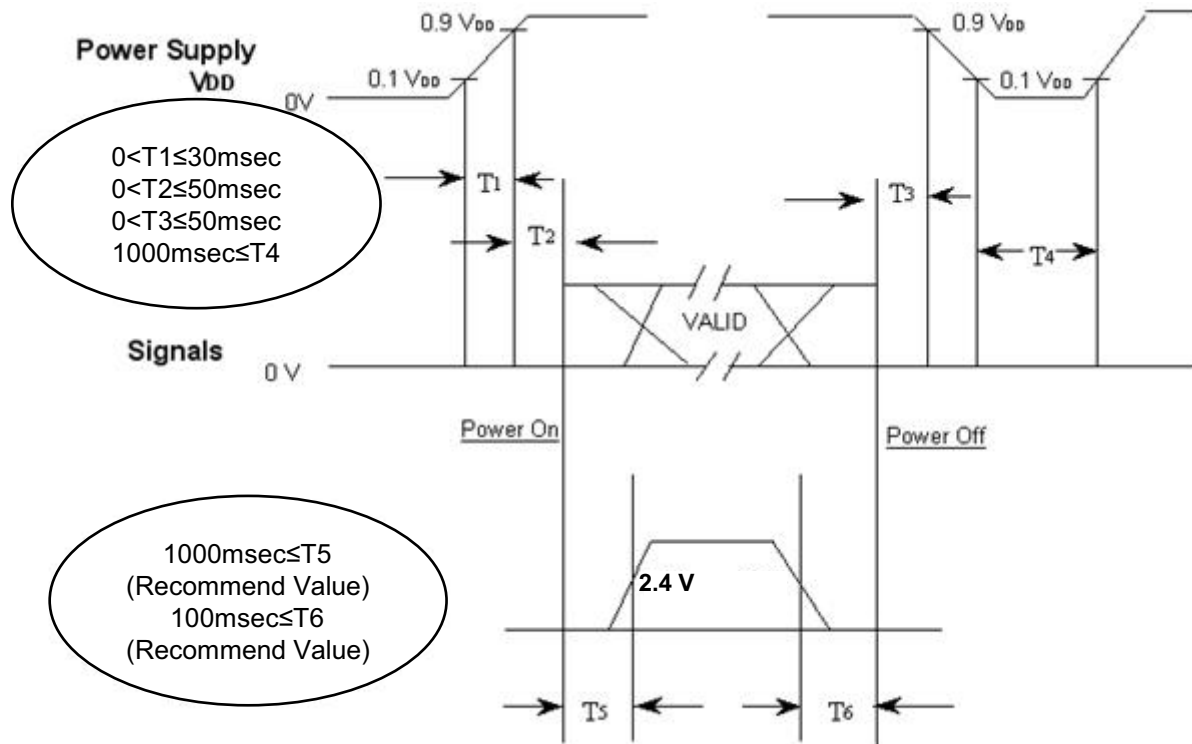 0.9 VDD
0.9 VDD
Power Supply
VDD
0.1 VDD
0.1 VDD
0V
0<T1≤30msec
0<T2≤50msec
0<T3≤50msec
1000msec≤T4
T1
T3
T2
T4
VALID
Signals
0 V
Power On
Power Off
1000msec≤T5
(Recommend Value)
100msec≤T6
(Recommend Value)
2.4 V
T5
T6